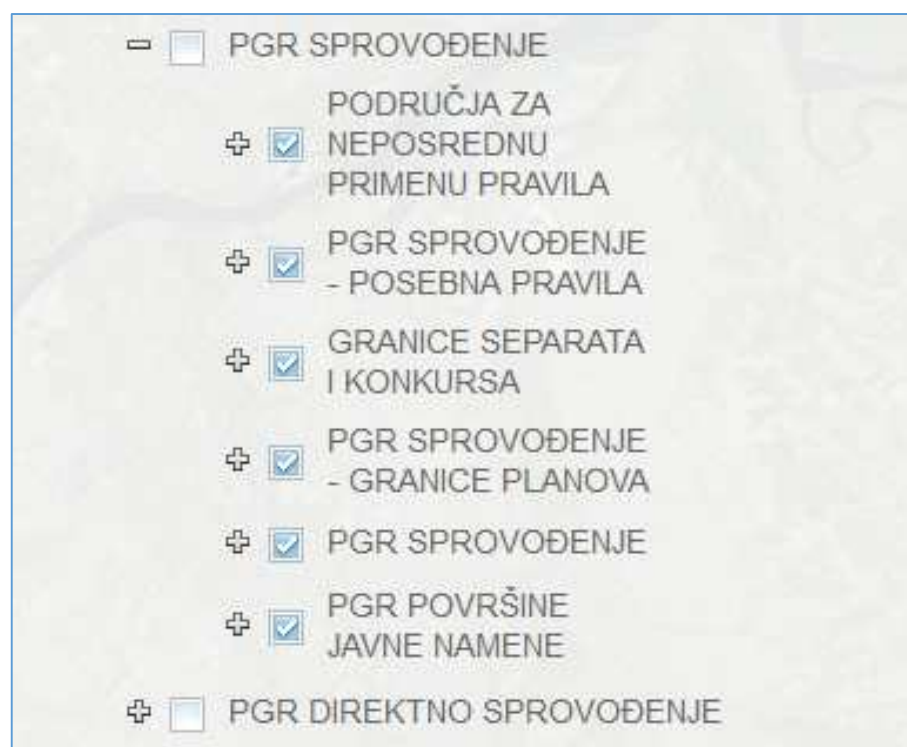 PGR SPROVOĐENJE
PODRUČJA ZA
NEPOSREDNU
PRIMENU PRAVILA
PGR SPROVOĐENJE
- POSEBNA PRAVILA
GRANICE SEPARATA
I KONKURSA
PGR SPROVOĐENJE
- GRANICE PLANOVA
PGR SPROVOĐENJE
PGR POVRŠINE
JAVNE NAMENE
PGR DIREKTNO SPROVOĐENJE